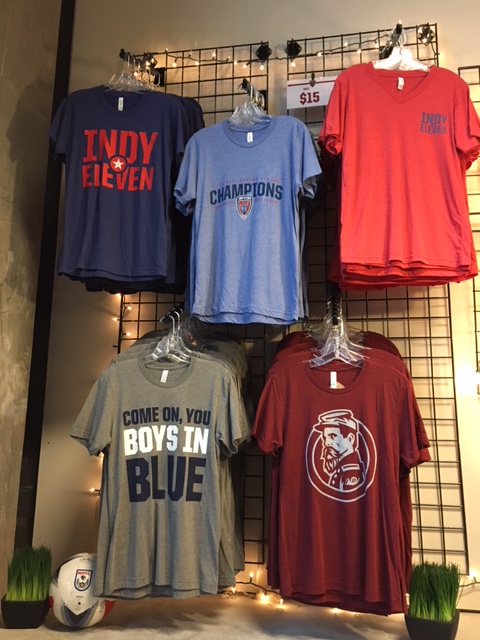 INDY
ELEVEN
CHAMPIONS
$15
INDY
ELEVEN
COME ON, YOU
BOYS IN
BLUE